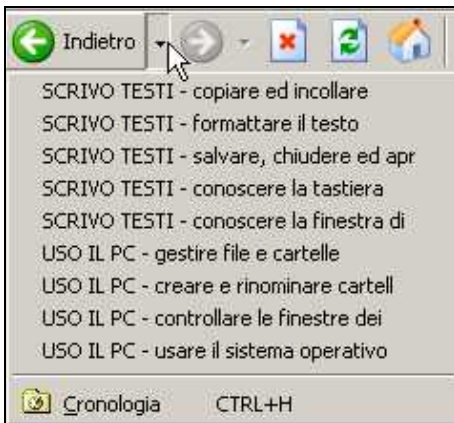 Indietro
SCRIVO TESTI - copiare ed incollare
SCRIVO TESTI - formattare il testo
SCRIVO TESTI - salvare, chiudere ed apr
SCRIVO TESTI - conoscere la tastiera
SCRIVO TESTI - conoscere la finestra di
USO IL PC - gestire file e cartelle
USO IL PC - creare e rinominare cartell
USO IL PC - controllare le finestre dei
USO IL PC - usare il sistema operativo
Cronologia CTRL+H